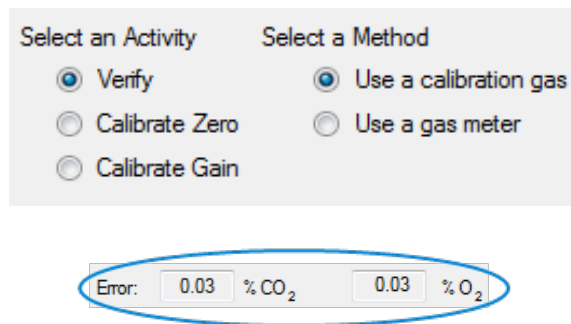 Select an Activity Select a Method
Verify Use a calibration gas
Calibrate Zero Use a gas meter
Calibrate Gain
Error: 0.03 % CO2 0.03 % O2